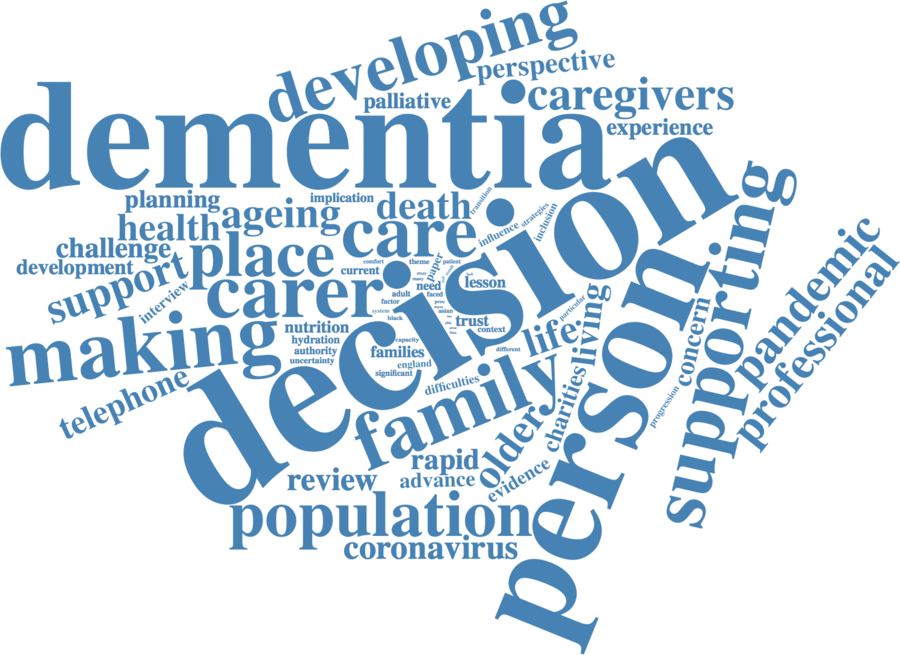 developing
perspective
palliative
caregivers
dementia
experience
planning
implication
transition
death
strategies
inclusion
influence
health
ageing
care
challenge
place
development
support
comfort
theme
patient
paper
current
carer
need
lesson
interview
adult
faced
factor
system
black
asian
trust
context
particular
decision
making
nutrition
hydration
authority
uncertainty
capacity
families
england
significant
different
difficulties
life
living
person
supporting
pandemic
professional
concern
progression
telephone
family
charities
older
evidence
rapid
review
advance
population
coronavirus